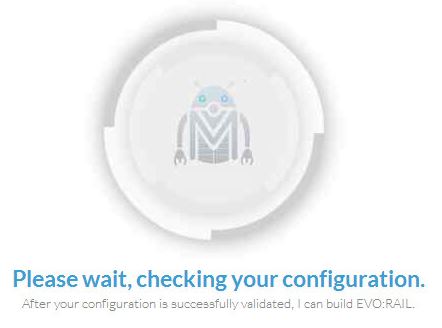 M
Please wait, checking your configuration.
After your configuration is successfully validated, I can build EVO:RAIL.